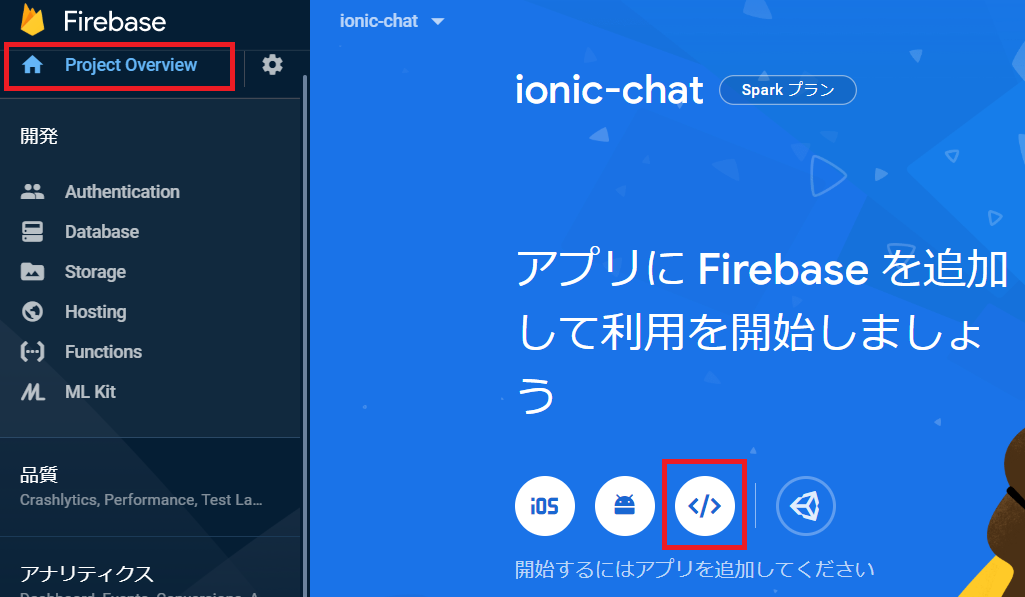 Firebase
Project Overview
開発
Authentication
Database
Storage
Hosting
Functions
ML Kit
品質
Crashlytics, Performance, Test La…
アナリティクス
Dashboard, Events, Conversions, A
ionic-chat
ionic-chat
Spark プラン
アプリに Firebase を追加
して利用を開始しましょ
う
iOS
</>
開始するにはアプリを追加してください